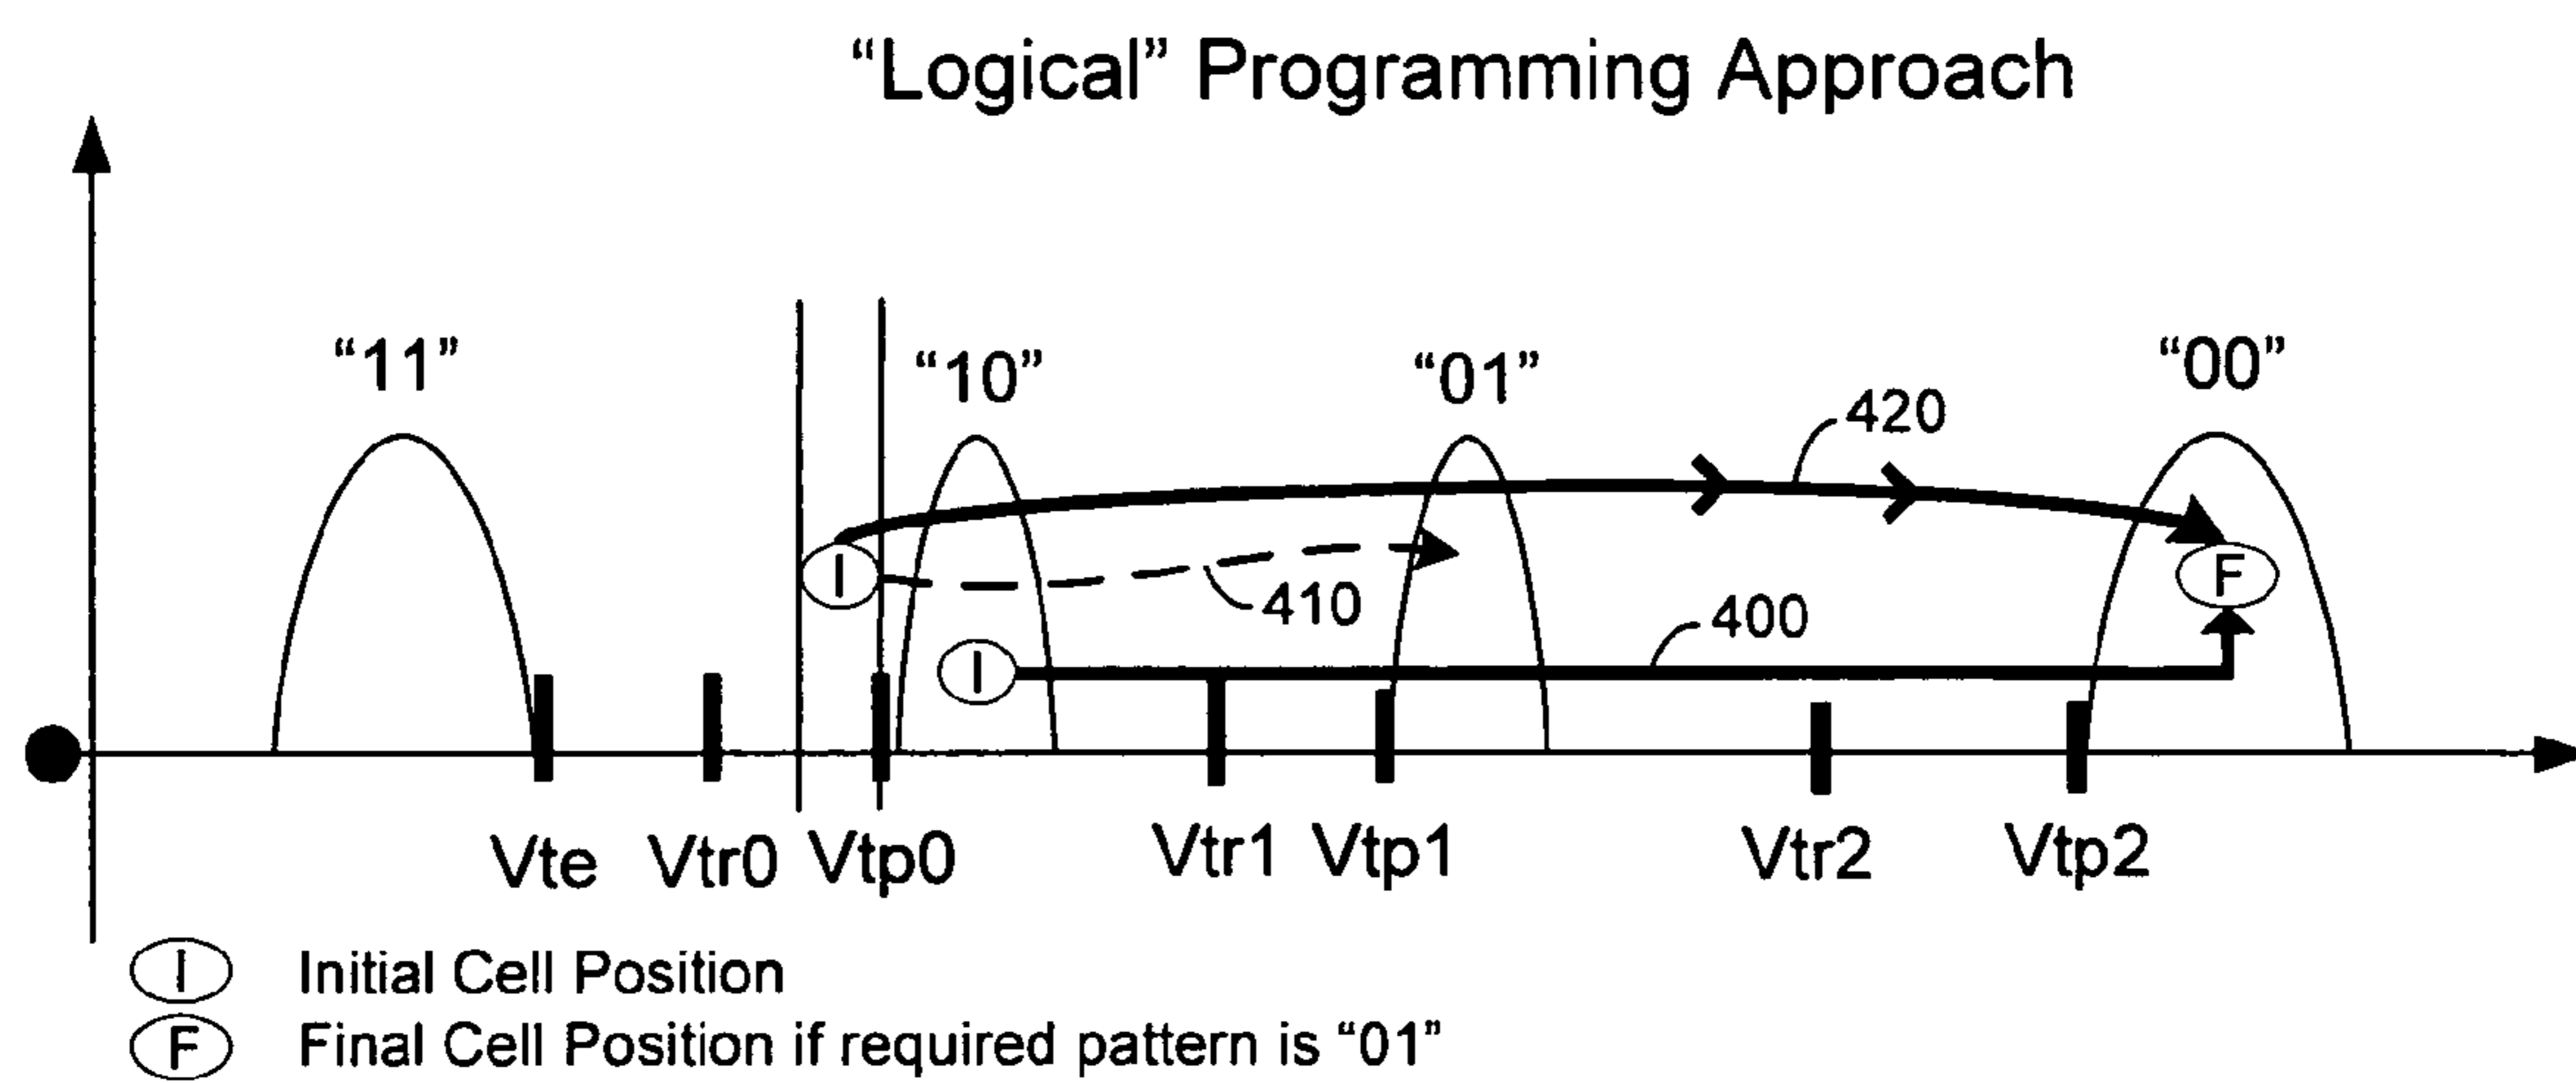 “Logical” Programming Approach
“11”
“10”
“01”
“00”
420
I
F
410
400
I
Vte Vtr0 Vtp0 Vtr1 Vtp1 Vtr2 Vtp2
I Initial Cell Position
F Final Cell Position if required pattern is “01”